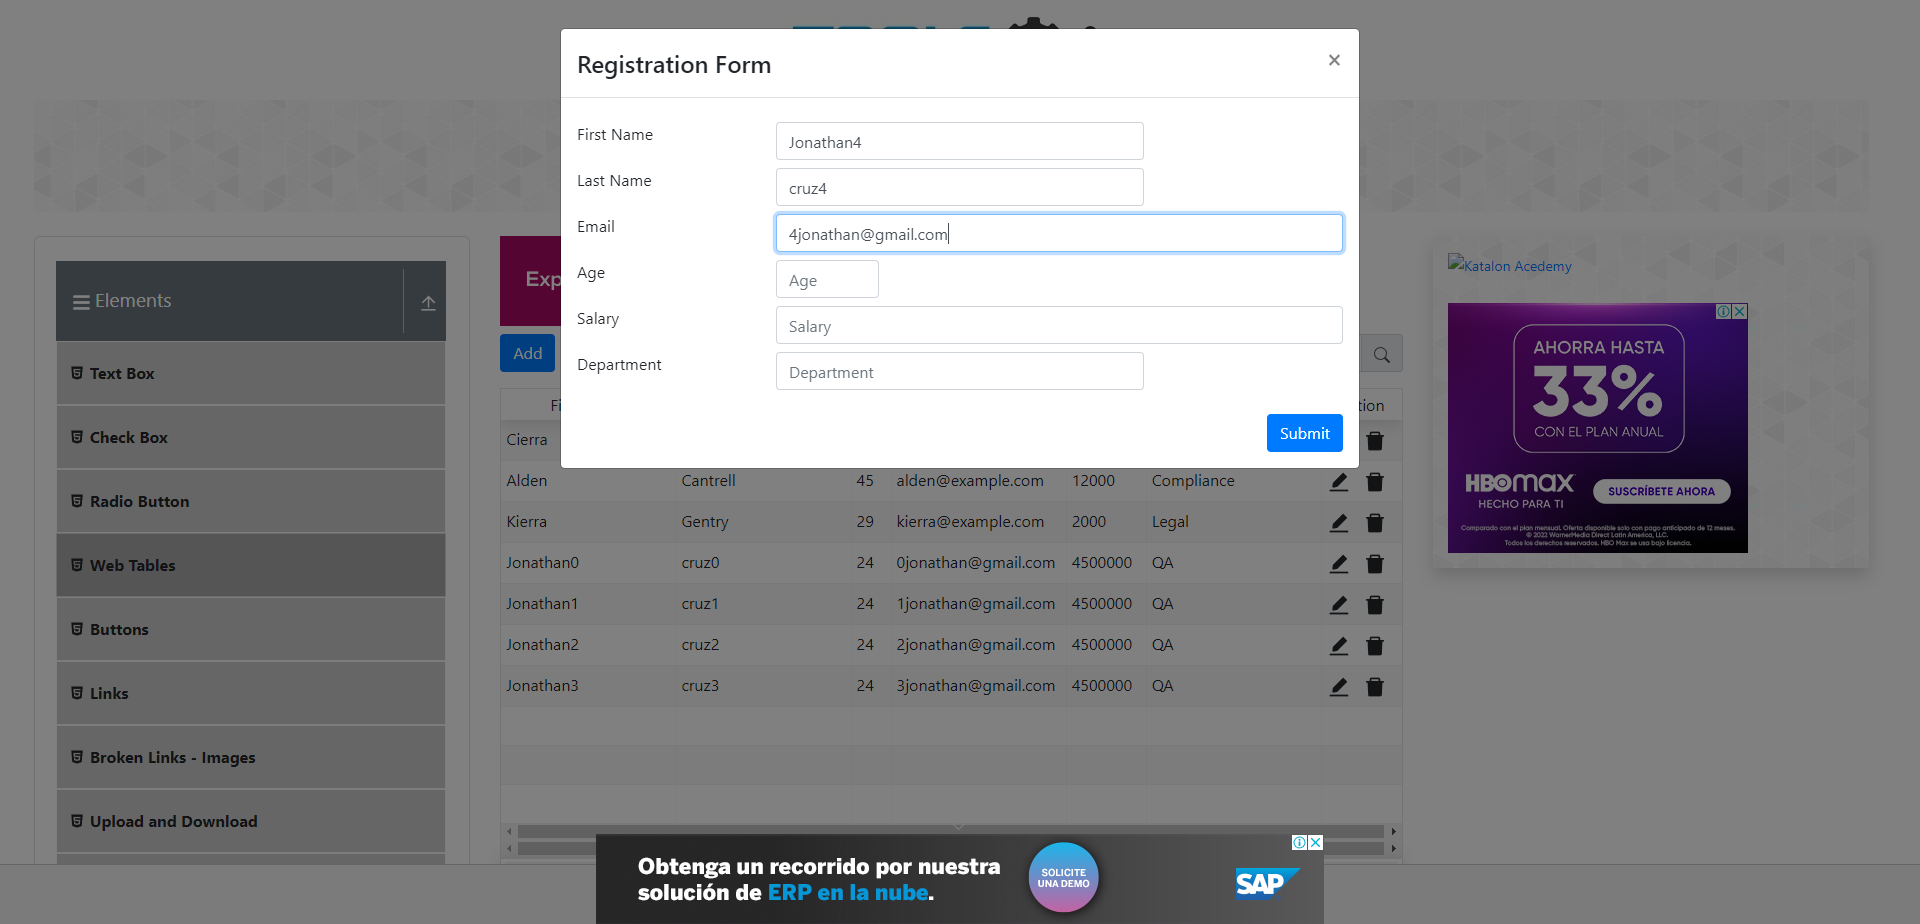 Registration Form
×
First Name
Jonathan4
Last Name
cruz4
Email
4jonathan@gmail.com
Age
Age
Salary
Salary
Department
Department
Submit
Elements
Text Box
Check Box
Radio Button
Web Tables
Buttons
Links
Broken Links - Images
Upload and Download
Exp
Add
Fi
tion
Cierra
Alden Cantrell 45 alden@example.com 12000 Compliance
Kierra Gentry 29 kierra@example.com 2000 Legal
Jonathan0 cruz0 24 0jonathan@gmail.com 4500000 QA
Jonathan1 cruz1 24 1jonathan@gmail.com 4500000 QA
Jonathan2 cruz2 24 2jonathan@gmail.com 4500000 QA
Jonathan3 cruz3 24 3jonathan@gmail.com 4500000 QA
Katalon Acedemy
AHORRA HASTA
33%
CON EL PLAN ANUAL
HBOMAX
HECHO PARA TI
SUSCRÍBETE AHORA
Comparado con el plan mensual. Oferta disponible solo con pago anticipado de 12 meses.
© 2022 WarnerMedia Direct Latin America, LLC.
Todos los derechos reservados. HBO Max se usa bajo licencia.
Obtenga un recorrido por nuestra
solución de ERP en la nube.
SOLICITE
UNA DEMO
SAP